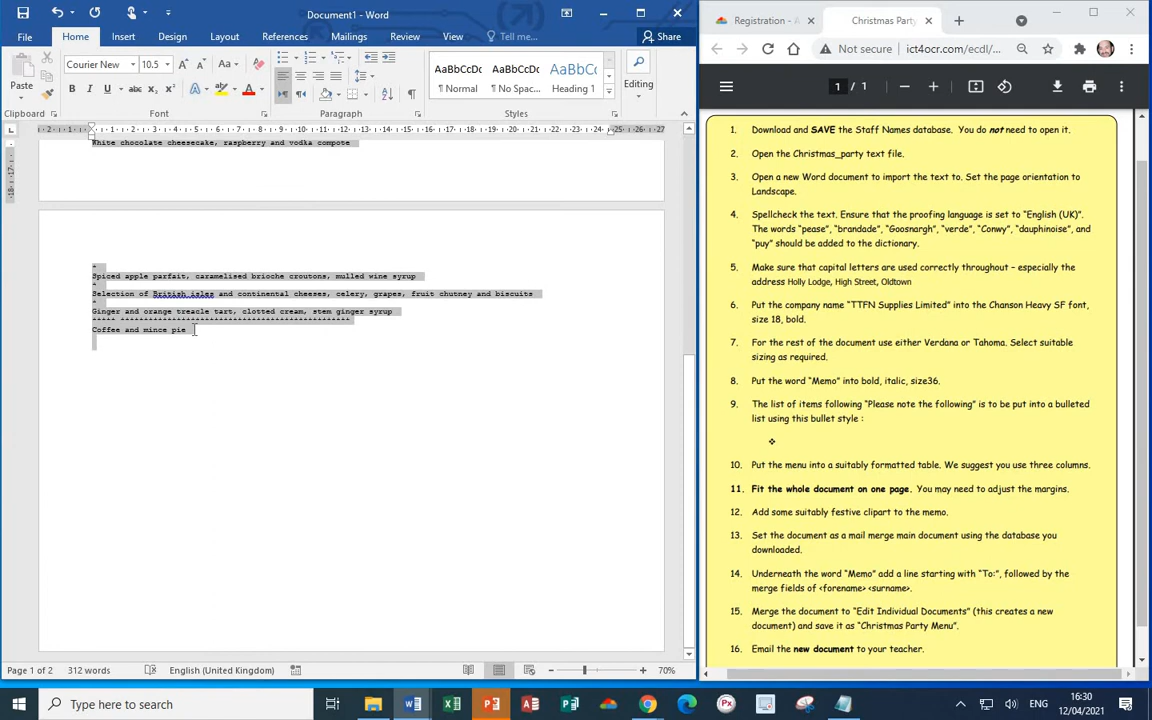 Document1 - Word
File
Home
Insert
Design
Layout
References
Mailings
Review
View
Tell me...
Share
Paste
Courier New
10.5
Aa
AaBbCcDc
AaBbCcDc
AaBbC
¶ Normal
¶ No Spac...
Heading 1
Editing
Clipboard
Font
Paragraph
Styles
White chocolate cheesecake, raspberry and vodka compote
*
Spiced apple parfait, caramelised brioche croutons, mulled wine syrup
*
Selection of British isles and continental cheeses, celery, grapes, fruit chutney and biscuits
*
Ginger and orange treacle tart, clotted cream, stem ginger syrup
Coffee and mince pie
Page 1 of 2
312 words
English (United Kingdom)
70%
Registration - A
Christmas Party
Not secure
ict4ocr.com/ecdl/
1 / 1
1. Download and SAVE the Staff Names database. You do not need to open it.
2. Open the Christmas_party text file.
3. Open a new Word document to import the text to. Set the page orientation to
Landscape.
4. Spellcheck the text. Ensure that the proofing language is set to "English (UK)".
The words "pease", "brandade", "Goosnargh", "verde", "Conwy", "dauphinoise", and
"puy" should be added to the dictionary.
5. Make sure that capital letters are used correctly throughout – especially the
address Holly Lodge, High Street, Oldtown
6. Put the company name "TTFN Supplies Limited" into the Chanson Heavy SF font,
size 18, bold.
7. For the rest of the document use either Verdana or Tahoma. Select suitable
sizing as required.
8. Put the word "Memo" into bold, italic, size36.
9. The list of items following "Please note the following" is to be put into a bulleted
list using this bullet style :
❖
10. Put the menu into a suitably formatted table. We suggest you use three columns.
11. Fit the whole document on one page. You may need to adjust the margins.
12. Add some suitably festive clipart to the memo.
13. Set the document as a mail merge main document using the database you
downloaded.
14. Underneath the word "Memo" add a line starting with "To:", followed by the
merge fields of <forename> <surname>.
15. Merge the document to "Edit Individual Documents" (this creates a new
document) and save it as "Christmas Party Menu".
16. Email the new document to your teacher.
Type here to search
ENG
16:30
12/04/2021